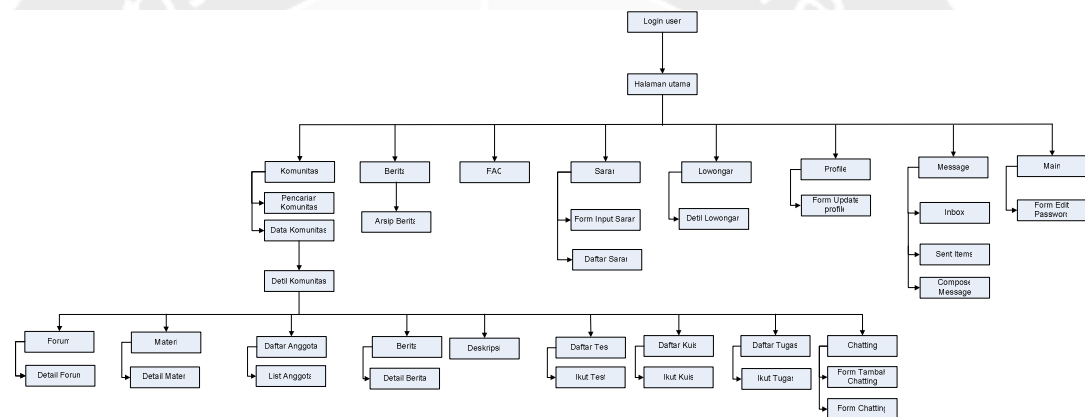 Login user
Halaman utama
Komunitas
Berita
FAC
Saran
Lowongan
Profile
Message
Main
Pencarian
Komunitas
Data Komunitas
Detil Komunitas
Arsip Berita
Form Input Saran
Daftar Saran
Detil Lowongan
Form Update
profile
Inbox
Sent Items
Compose
Message
Form Edit
Password
Forum
Detail Forum
Materi
Detail Materi
Daftar Anggota
List Anggota
Berita
Detail Berita
Deskripsi
Daftar Test
Ikut Test
Daftar Kuis
Ikut Kuis
Daftar Tugas
Ikut Tugas
Chatting
Form Tambah
Chatting
Form Chatting